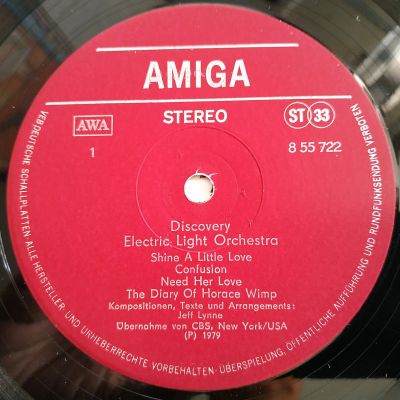 AMIGA
AWA
STEREO
ST 33
1
8 55 722
Discovery
Electric Light Orchestra
Shine A Little Love
Confusion
Need Her Love
The Diary Of Horace Wimp
Kompositionen, Texte und Arrangements:
Jeff Lynne
Übernahme von CBS, New York/USA
(P) 1979
VEB DEUTSCHE SCHALLPLATTEN ALLE HERSTELLER- UND URHEBERRECHTE VORBEHALTEN·ÜBERSPIELUNG, ÖFFENTLICHE AUFFÜHRUNG UND RUNDFUNKSENDUNG VERBOTEN